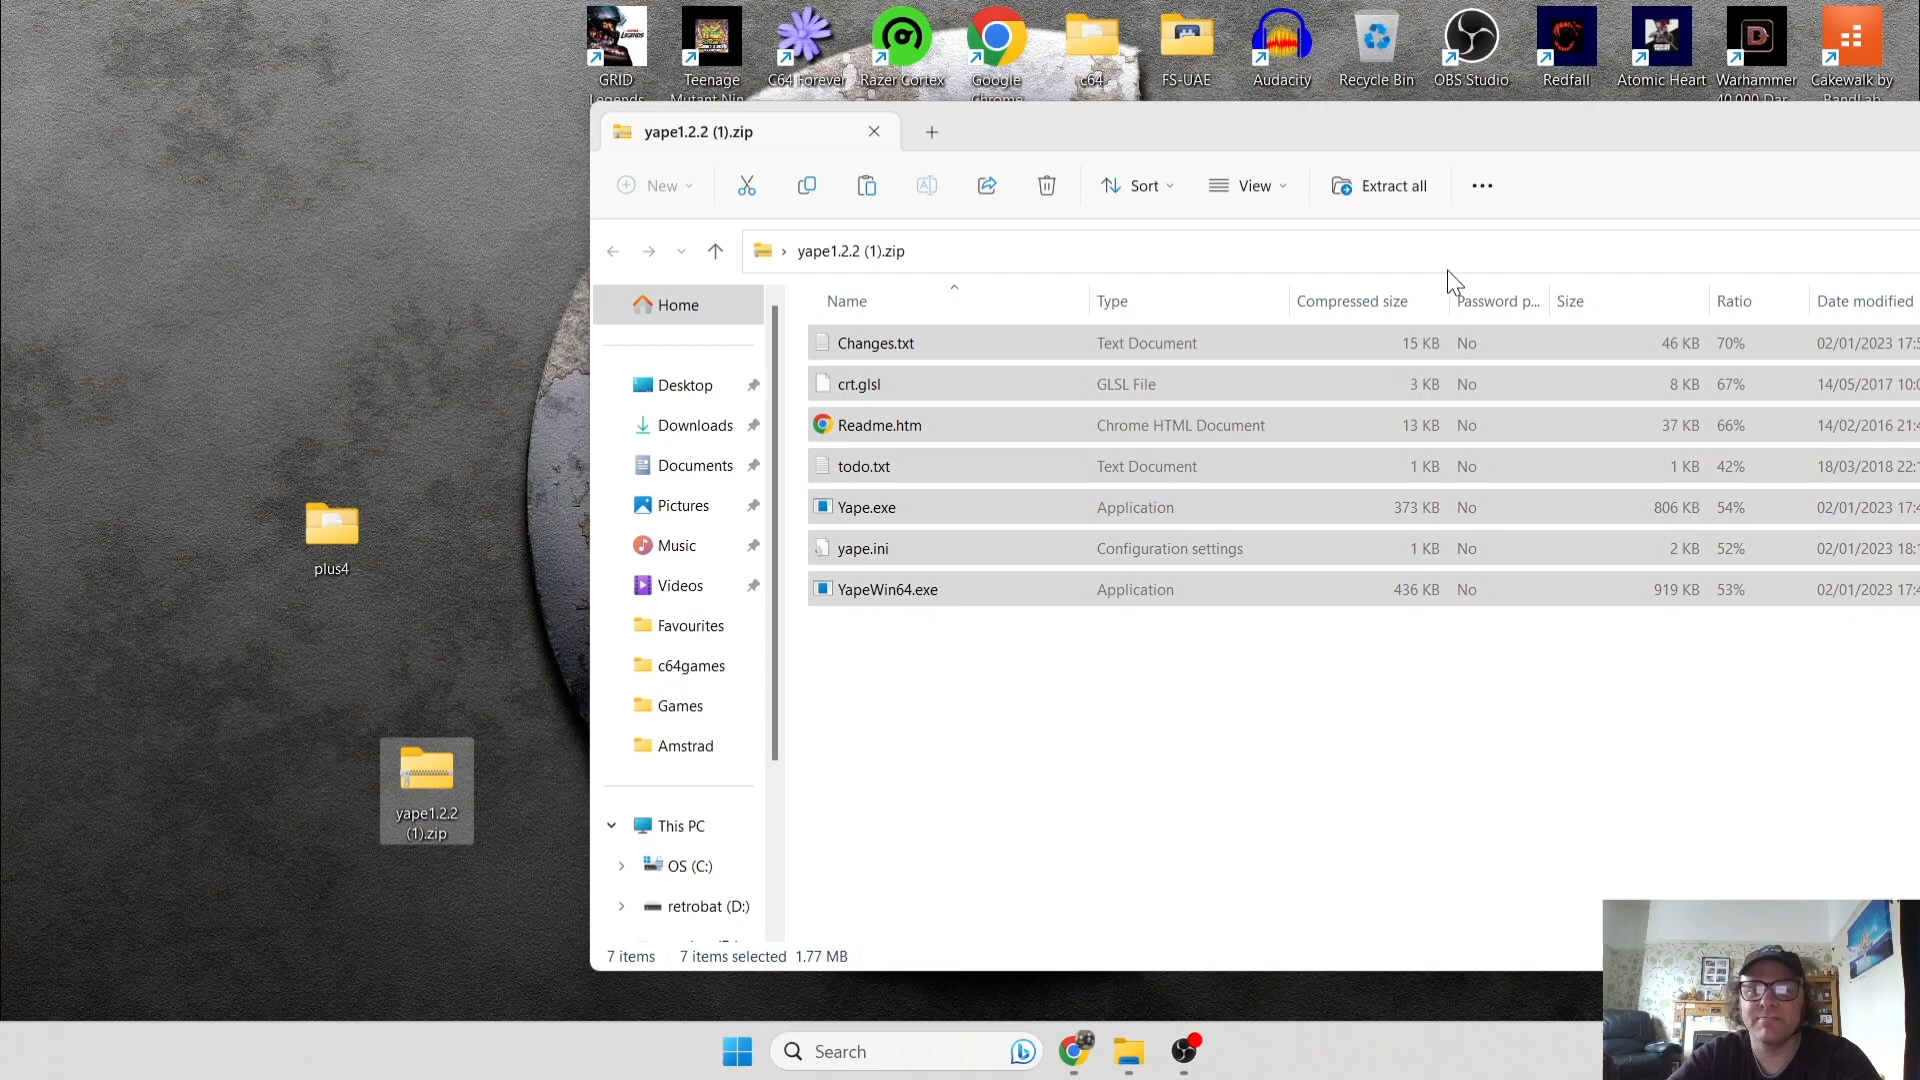 GRID
Legends
Teenage
Mutant Nin
C64 Forever
Razer Cortex
Google
Chrome
c64
FS-UAE
Audacity
Recycle Bin
OBS Studio
Redfall
Atomic Heart
Warhammer
40,000 Dar
Cakewalk by
BandLab
yape1.2.2 (1).zip
New
Sort
View
Extract all
yape1.2.2 (1).zip
Home
Desktop
Downloads
Documents
Pictures
Music
Videos
Favourites
c64games
Games
Amstrad
This PC
OS (C:)
retrobat (D:)
Name Type Compressed size Password p... Size Ratio Date modified
Changes.txt Text Document 15 KB No 46 KB 70% 02/01/2023 17:5
crt.glsl GLSL File 3 KB No 8 KB 67% 14/05/2017 10:0
Readme.htm Chrome HTML Document 13 KB No 37 KB 66% 14/02/2016 21:4
todo.txt Text Document 1 KB No 1 KB 42% 18/03/2018 22:1
Yape.exe Application 373 KB No 806 KB 54% 02/01/2023 17:4
yape.ini Configuration settings 1 KB No 2 KB 52% 02/01/2023 18:1
YapeWin64.exe Application 436 KB No 919 KB 53% 02/01/2023 17:4
7 items 7 items selected 1.77 MB
plus4
yape1.2.2
(1).zip
Search